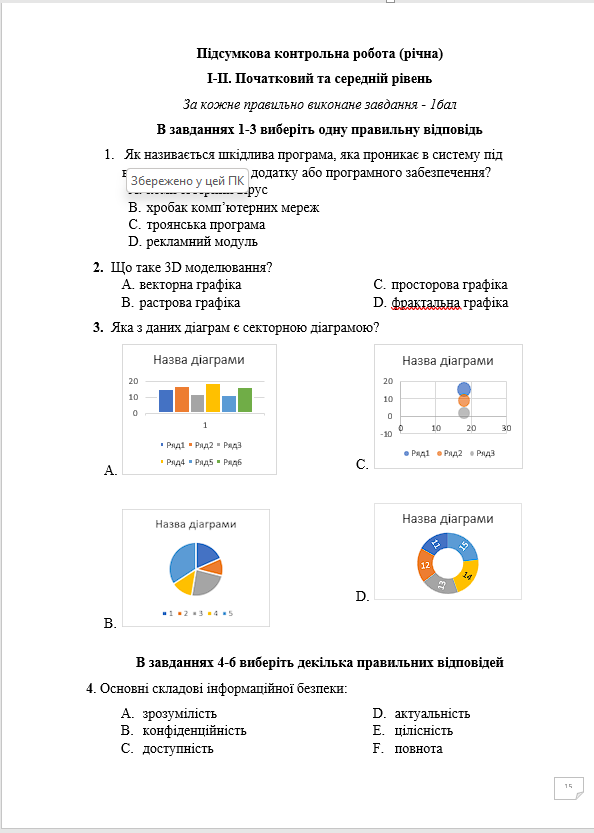 Підсумкова контрольна робота (річна)
І-ІІ. Початковий та середній рівень
За кожне правильно виконане завдання - 1бал
В завданнях 1-3 виберіть одну правильну відповідь
1. Як називається шкідлива програма, яка проникає в систему під
додатку або програмного забезпечення?
Збережено у цей ПК
B. хробак комп’ютерних мереж
C. троянська програма
D. рекламний модуль
2. Що таке 3D моделювання?
A. векторна графіка
B. растрова графіка
C. просторова графіка
D. фрактальна графіка
3. Яка з даних діаграм є секторною діаграмою?
A.
Назва діаграми
20
10
0
1
Ряд1 Ряд2 Ряд3
Ряд4 Ряд5 Ряд6
C.
Назва діаграми
20
10
0
-10
0 10 20 30
Ряд1 Ряд2 Ряд3
B.
Назва діаграми
1 2 3 4 5
D.
Назва діаграми
11 15
12 14
13
В завданнях 4-6 виберіть декілька правильних відповідей
4. Основні складові інформаційної безпеки:
A. зрозумілість
B. конфіденційність
C. доступність
D. актуальність
E. цілісність
F. повнота
15